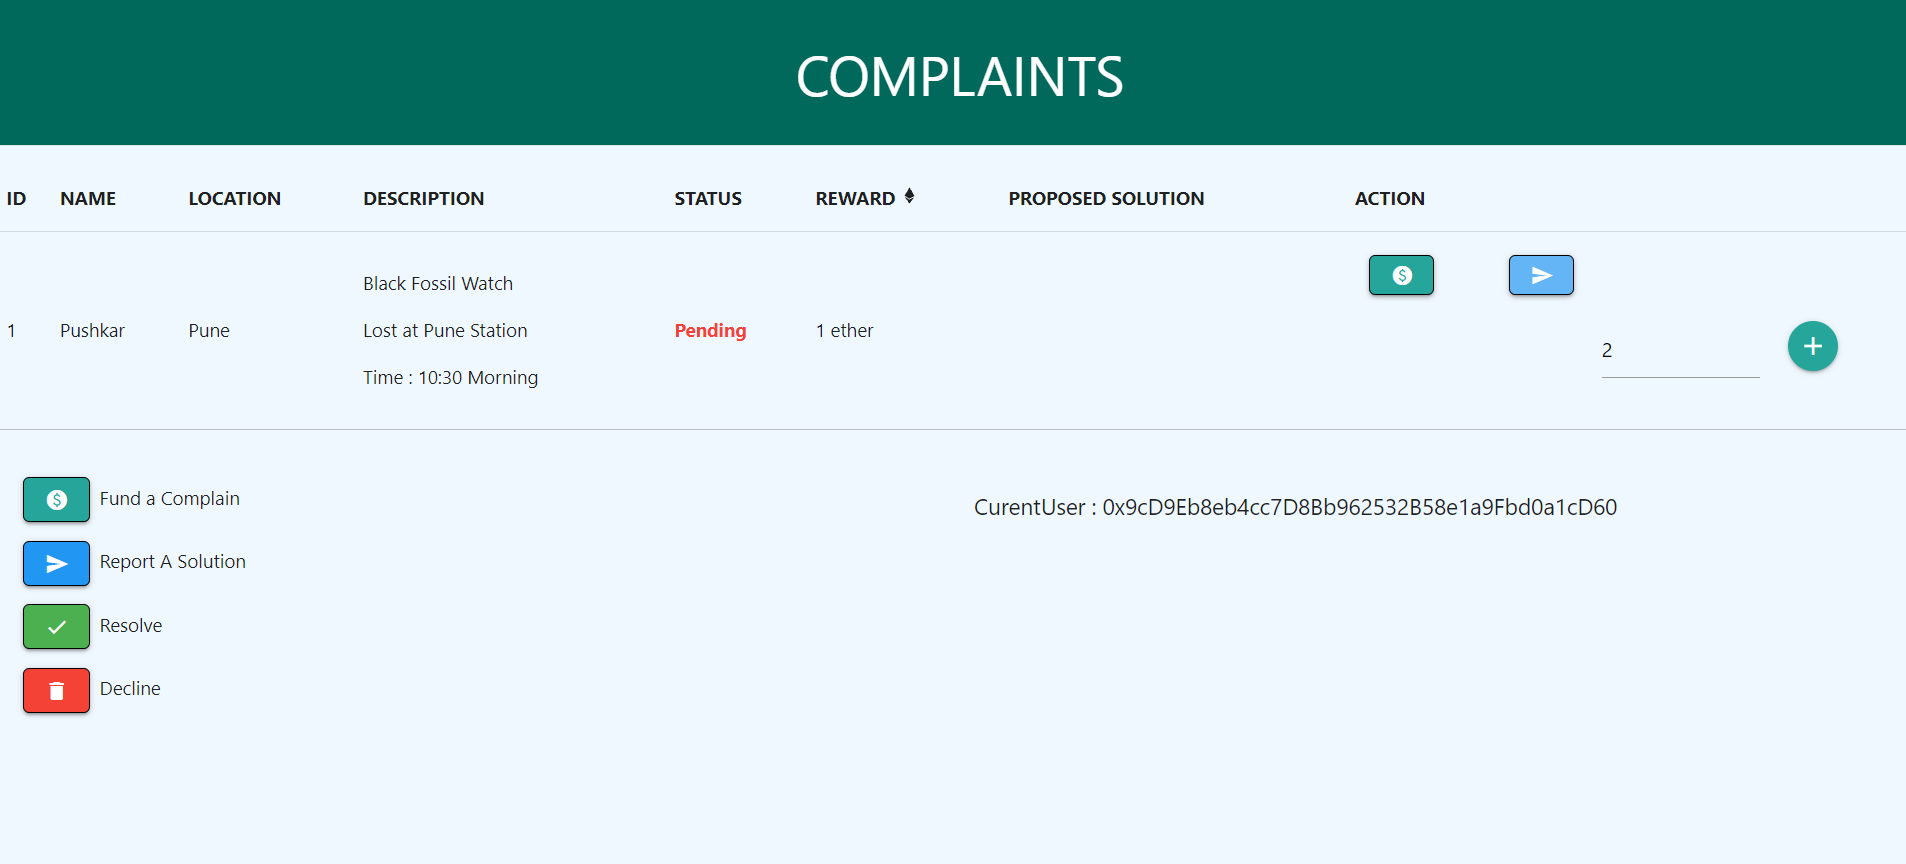 COMPLAINTS
ID NAME LOCATION DESCRIPTION STATUS REWARD PROPOSED SOLUTION ACTION
Black Fossil Watch
1 Pushkar Pune Lost at Pune Station Pending 1 ether
2
Time : 10:30 Morning
Fund a Complain
CurentUser : 0x9cD9Eb8eb4cc7D8Bb962532B58e1a9Fbd0a1cD60
Report A Solution
Resolve
Decline